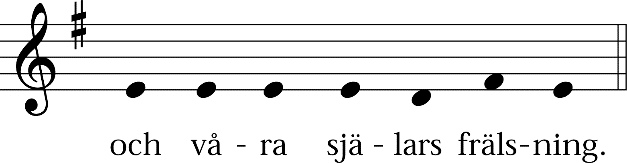 och vå - ra sjä - lars fräls-ning.